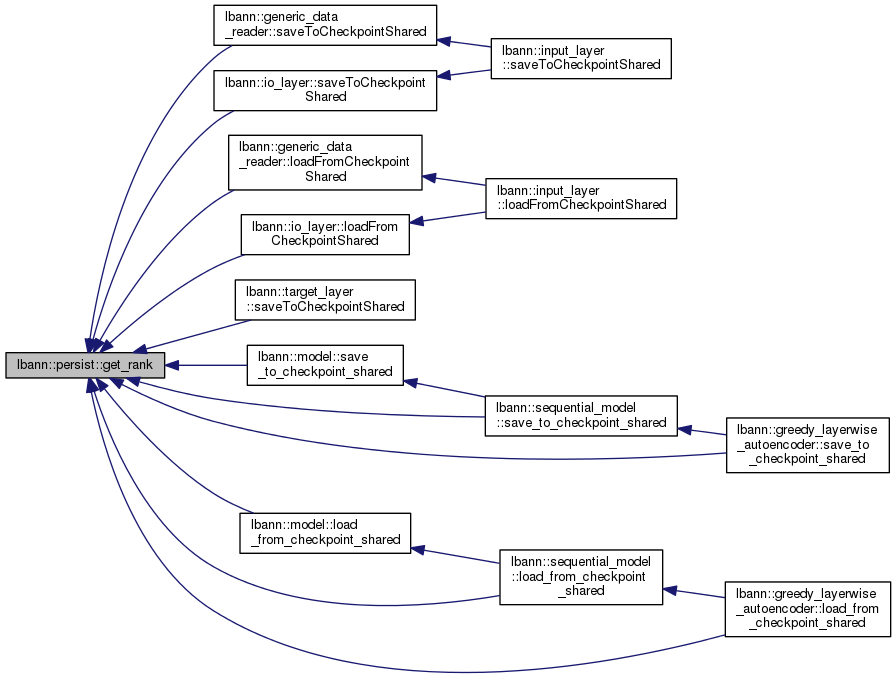 lbann::generic_data
_reader::saveToCheckpointShared
lbann::input_layer
::saveToCheckpointShared
lbann::io_layer::saveToCheckpoint
Shared
lbann::generic_data
_reader::loadFromCheckpoint
Shared
lbann::input_layer
::loadFromCheckpointShared
lbann::io_layer::loadFrom
CheckpointShared
lbann::target_layer
::saveToCheckpointShared
lbann::persist::get_rank
lbann::model::save
_to_checkpoint_shared
lbann::sequential_model
::save_to_checkpoint_shared
lbann::greedy_layerwise
_autoencoder::save_to
_checkpoint_shared
lbann::model::load
_from_checkpoint_shared
lbann::sequential_model
::load_from_checkpoint
_shared
lbann::greedy_layerwise
_autoencoder::load_from
_checkpoint_shared